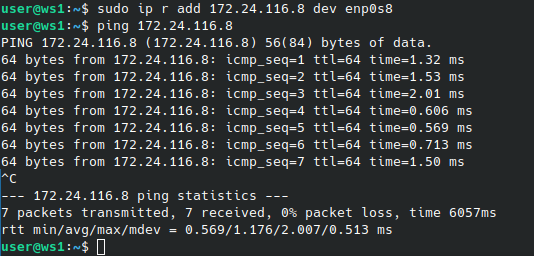 user@ws1:~$ sudo ip r add 172.24.116.8 dev enp0s8
user@ws1:~$ ping 172.24.116.8
PING 172.24.116.8 (172.24.116.8) 56(84) bytes of data.
64 bytes from 172.24.116.8: icmp_seq=1 ttl=64 time=1.32 ms
64 bytes from 172.24.116.8: icmp_seq=2 ttl=64 time=1.53 ms
64 bytes from 172.24.116.8: icmp_seq=3 ttl=64 time=2.01 ms
64 bytes from 172.24.116.8: icmp_seq=4 ttl=64 time=0.606 ms
64 bytes from 172.24.116.8: icmp_seq=5 ttl=64 time=0.569 ms
64 bytes from 172.24.116.8: icmp_seq=6 ttl=64 time=0.713 ms
64 bytes from 172.24.116.8: icmp_seq=7 ttl=64 time=1.50 ms
^C
--- 172.24.116.8 ping statistics ---
7 packets transmitted, 7 received, 0% packet loss, time 6057ms
rtt min/avg/max/mdev = 0.569/1.176/2.007/0.513 ms
user@ws1:~$